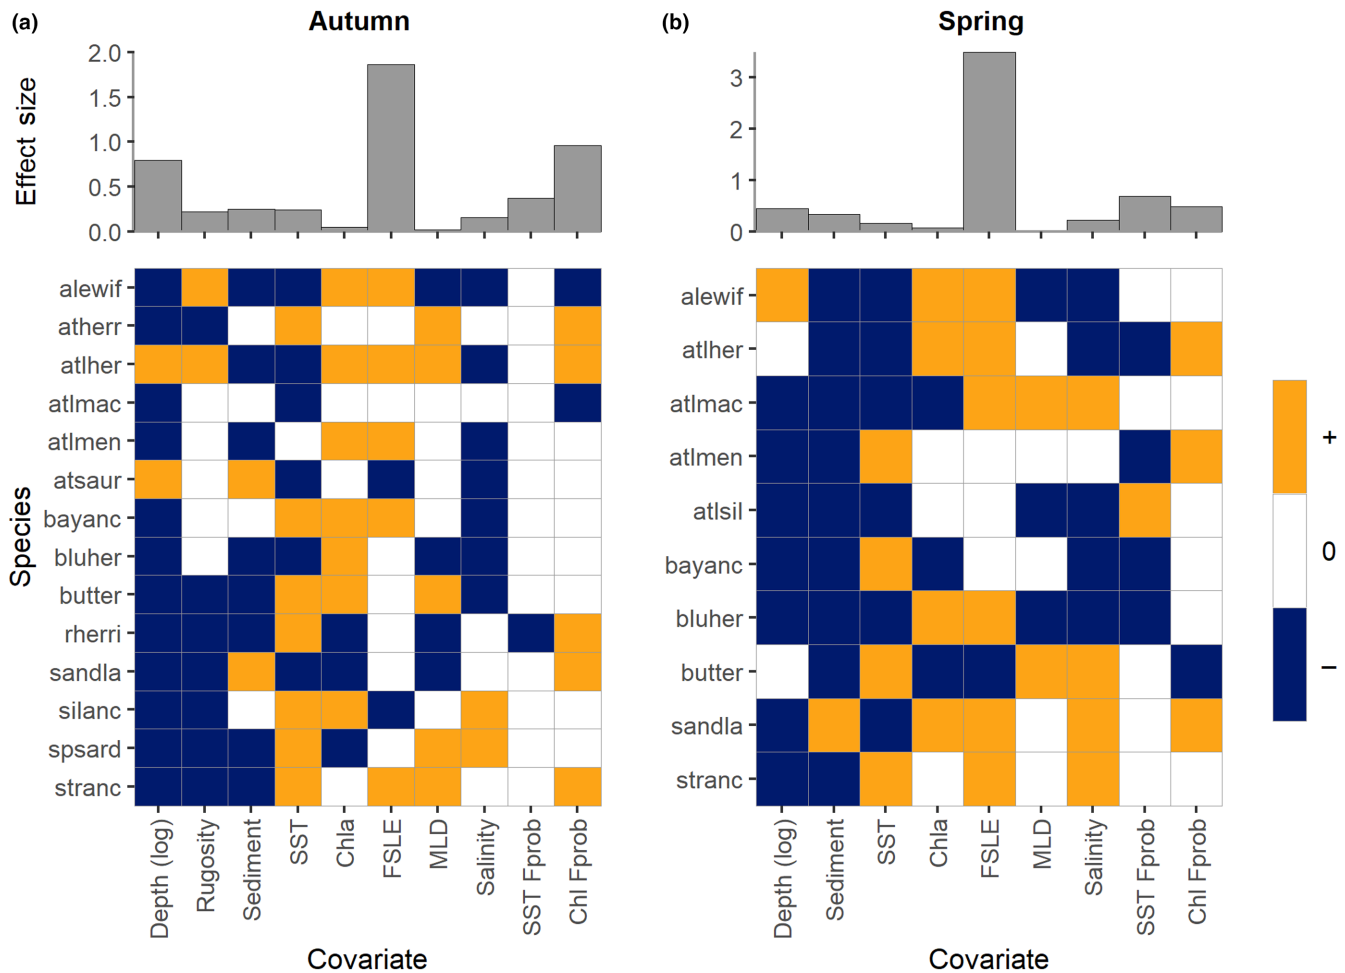 (a)
Autumn
Effect size
2.0
1.5
1.0
0.5
0.0
Species
alewif
atherr
atlher
atlmac
atlmen
atsaur
bayanc
bluher
butter
rherri
sandla
silanc
spsard
stranc
Depth (log)
Rugosity
Sediment
SST
Chla
FSLE
MLD
Salinity
SST Fprob
Chl Fprob
Covariate
(b)
Spring
3
2
1
0
alewif
atlher
atlmac
atlmen
atlsil
bayanc
bluher
butter
sandla
stranc
Depth (log)
Sediment
SST
Chla
FSLE
MLD
Salinity
SST Fprob
Chl Fprob
Covariate
+
0
−